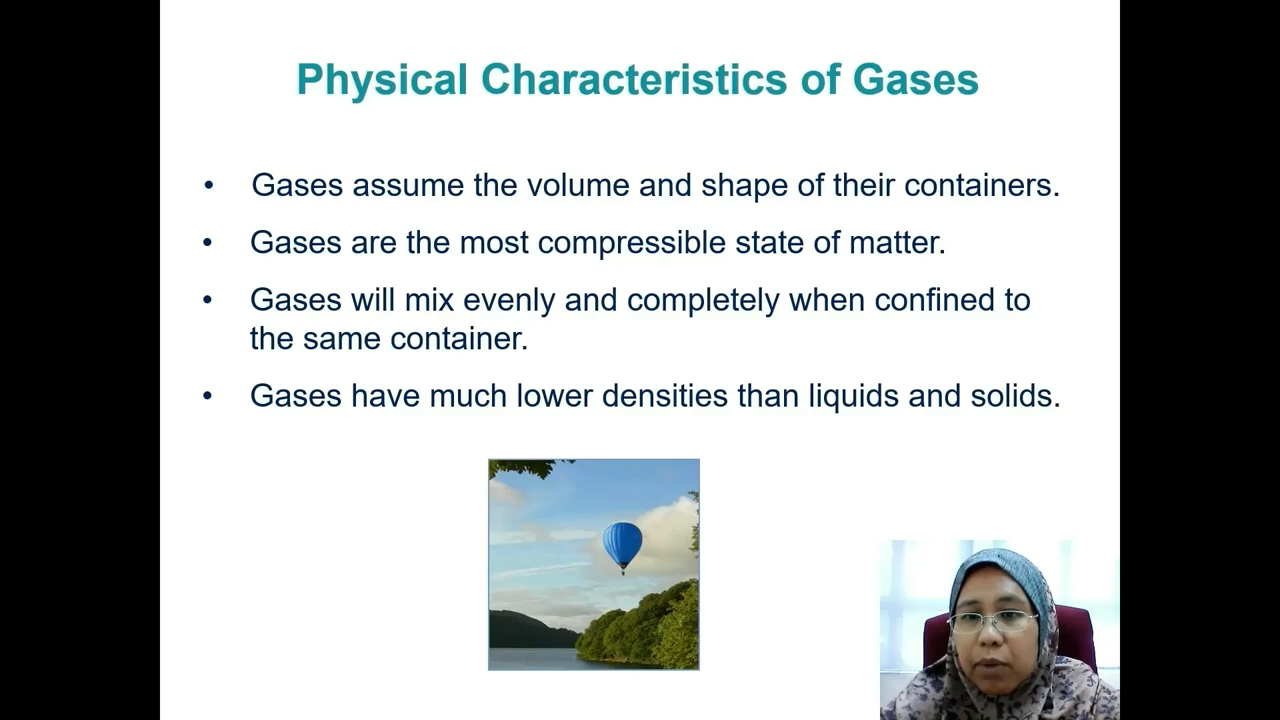 Physical Characteristics of Gases
• Gases assume the volume and shape of their containers.
• Gases are the most compressible state of matter.
• Gases will mix evenly and completely when confined to
the same container.
• Gases have much lower densities than liquids and solids.